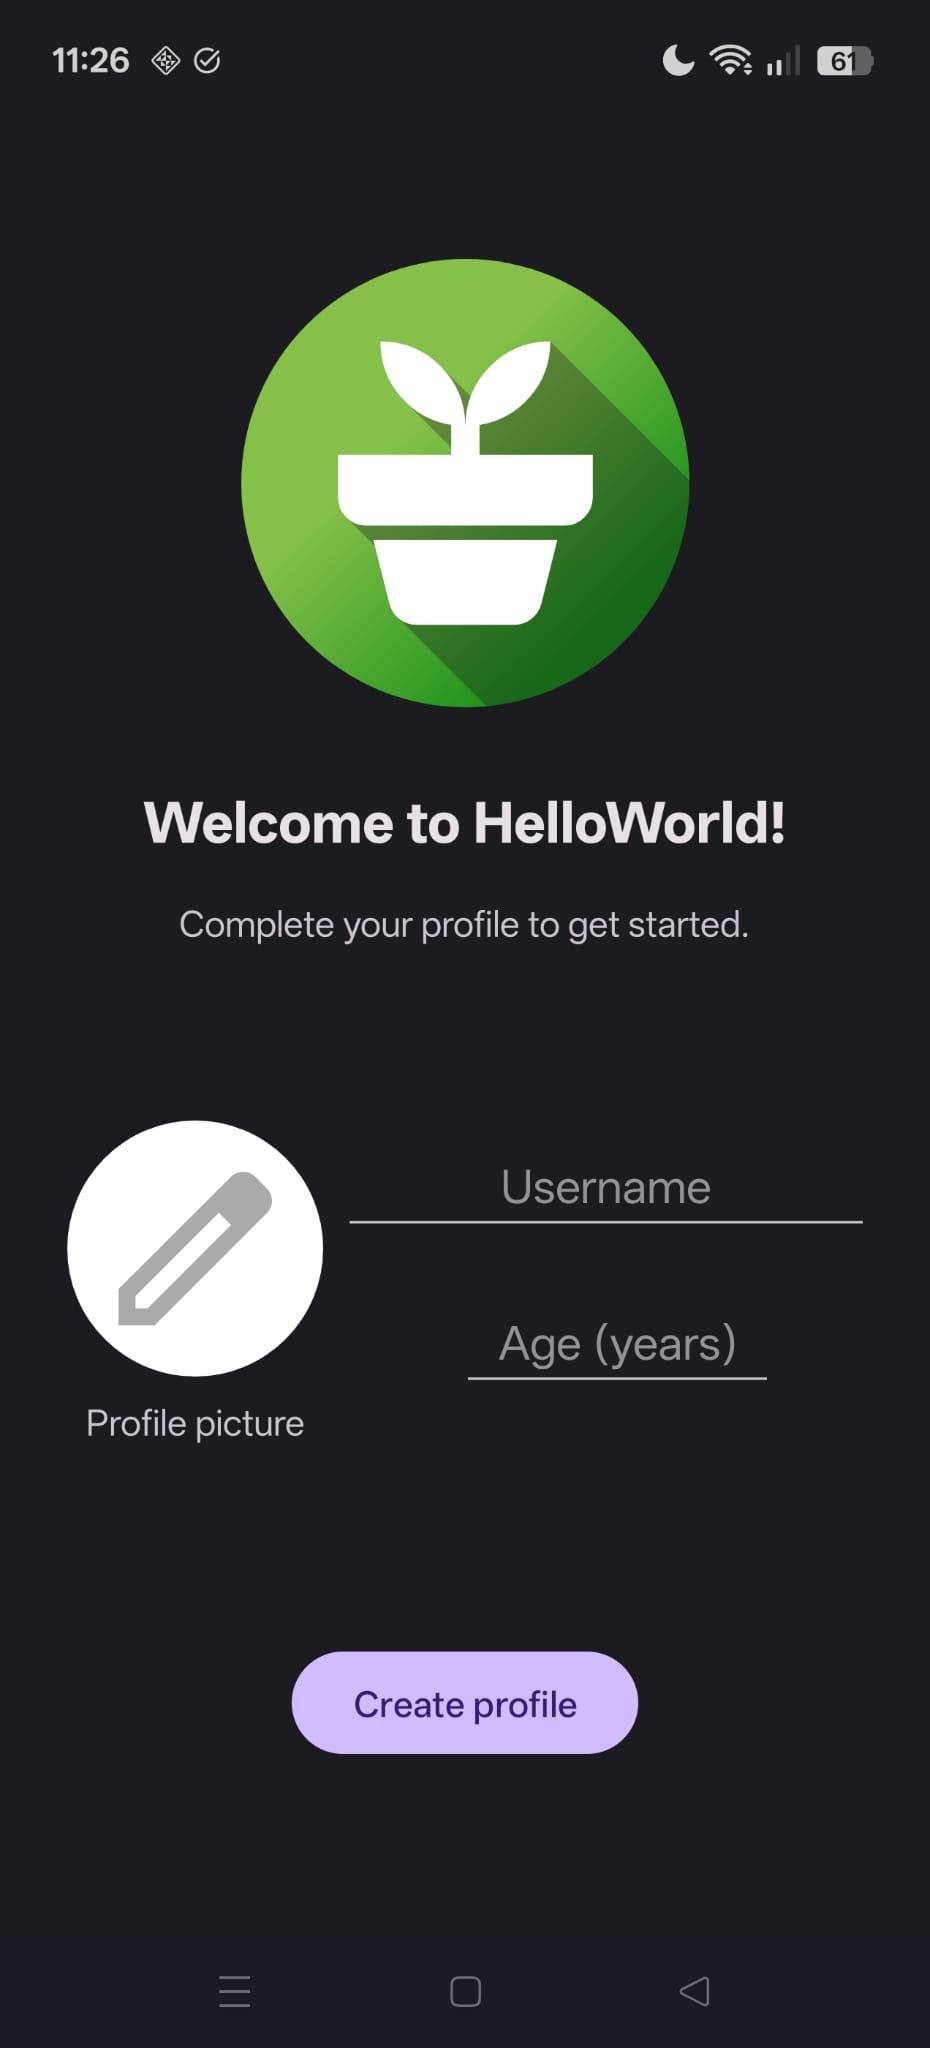 11:26
61
Welcome to HelloWorld!
Complete your profile to get started.
Username
Age (years)
Profile picture
Create profile